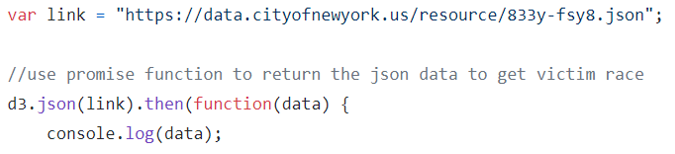 var link = "https://data.cityofnewyork.us/resource/833y-fsy8.json";
//use promise function to return the json data to get victim race
d3.json(link).then(function(data) {
    console.log(data);